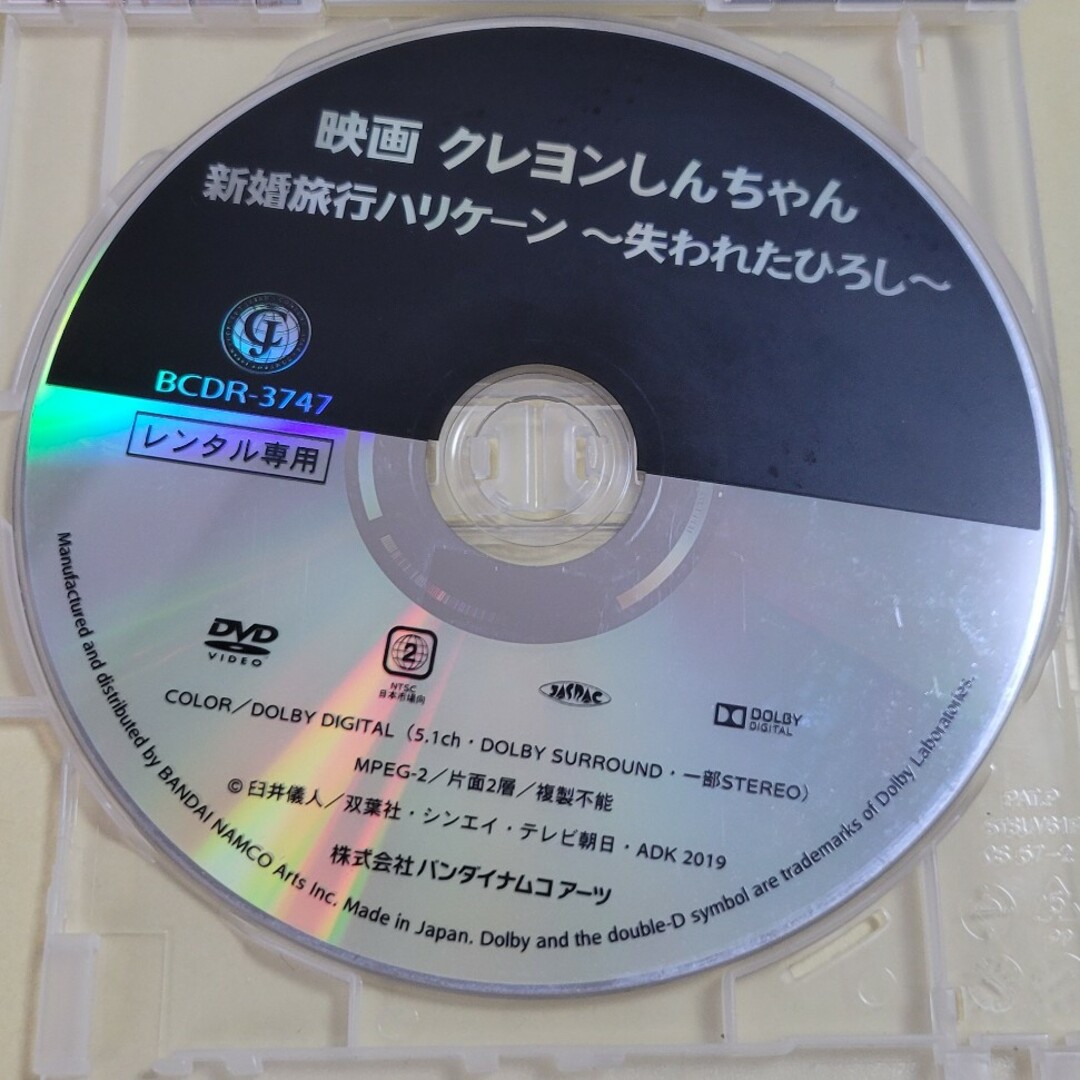 映画 クレヨンしんちゃん
新婚旅行ハリケーン ～失われたひろし～
BCDR-3747
レンタル専用
DVD
VIDEO
2
NTSC
日本市場向
JASRAC
DOLBY
DIGITAL
COLOR／DOLBY DIGITAL（5.1ch・DOLBY SURROUND・一部STEREO）
MPEG-2／片面2層／複製不能
© 臼井儀人／双葉社・シンエイ・テレビ朝日・ADK 2019
株式会社 バンダイナムコ アーツ
Manufactured and distributed by BANDAI NAMCO Arts Inc. Made in Japan. Dolby and the double-D symbol are trademarks of Dolby Laboratories.